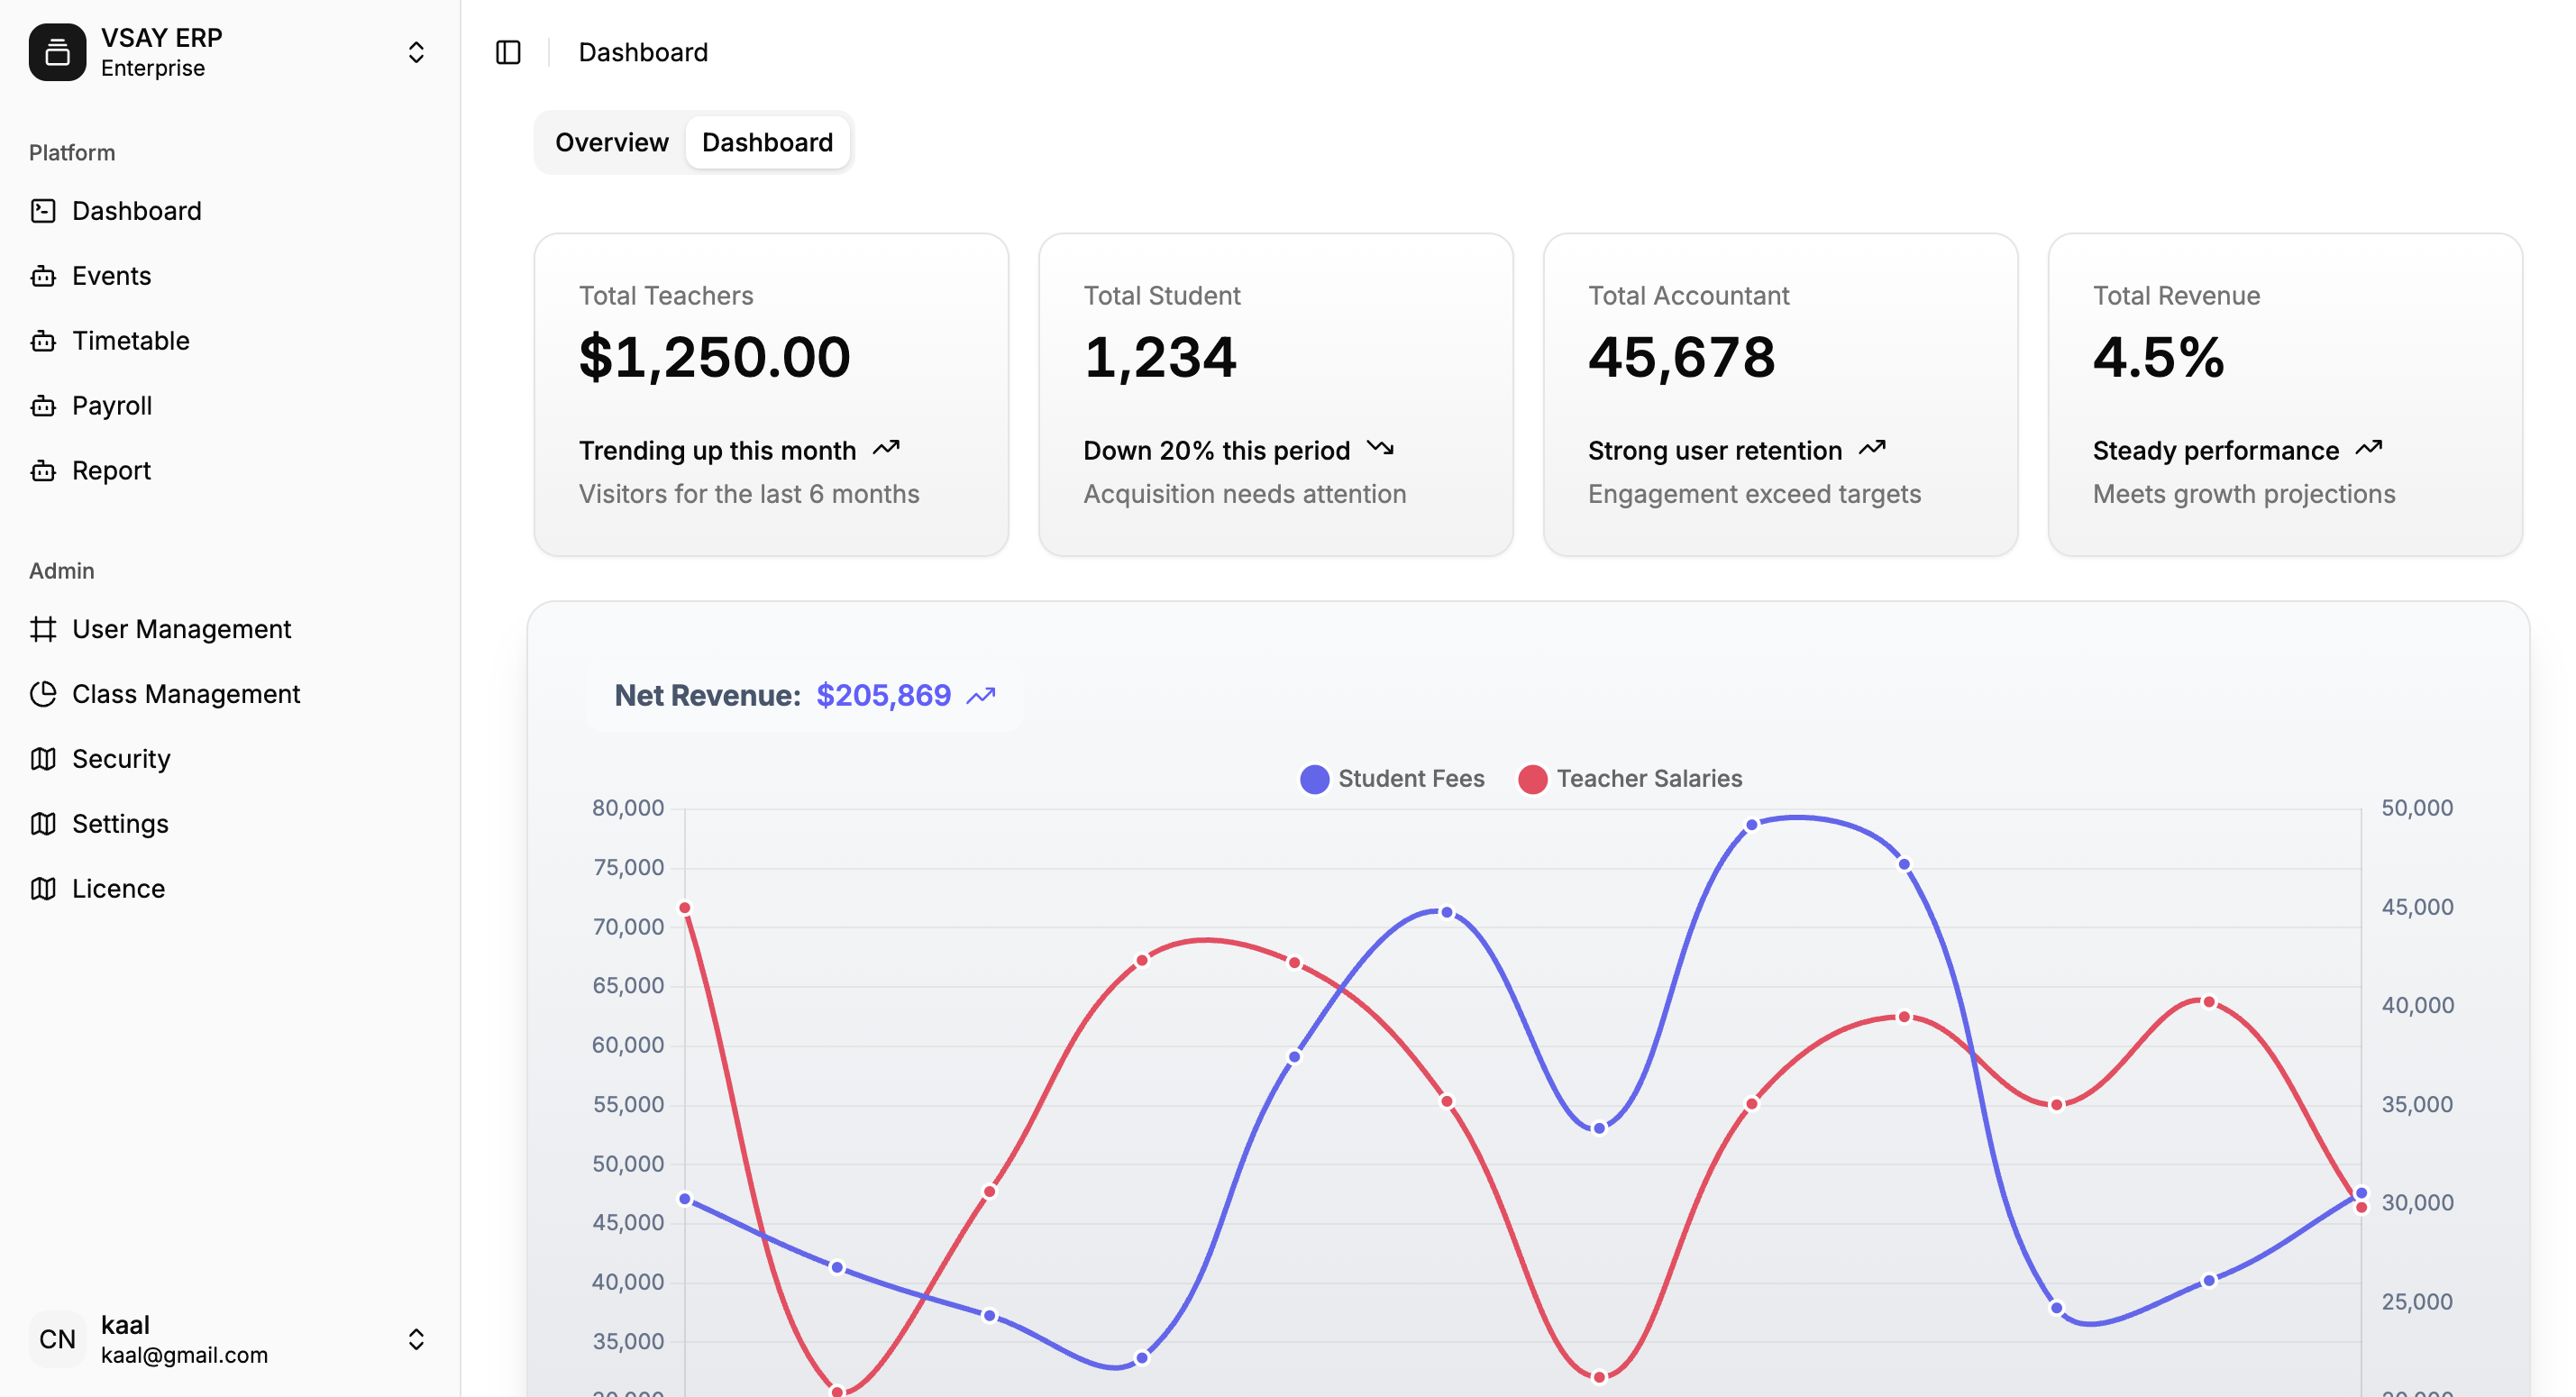 VSAY ERP
Enterprise
Platform
Dashboard
Events
Timetable
Payroll
Report
Admin
User Management
Class Management
Security
Settings
Licence
CN
kaal
kaal@gmail.com
Dashboard
Overview Dashboard
Total Teachers
$1,250.00
Trending up this month
Visitors for the last 6 months
Total Student
1,234
Down 20% this period
Acquisition needs attention
Total Accountant
45,678
Strong user retention
Engagement exceed targets
Total Revenue
4.5%
Steady performance
Meets growth projections
Net Revenue: $205,869
Student Fees Teacher Salaries
80,000
75,000
70,000
65,000
60,000
55,000
50,000
45,000
40,000
35,000
50,000
45,000
40,000
35,000
30,000
25,000